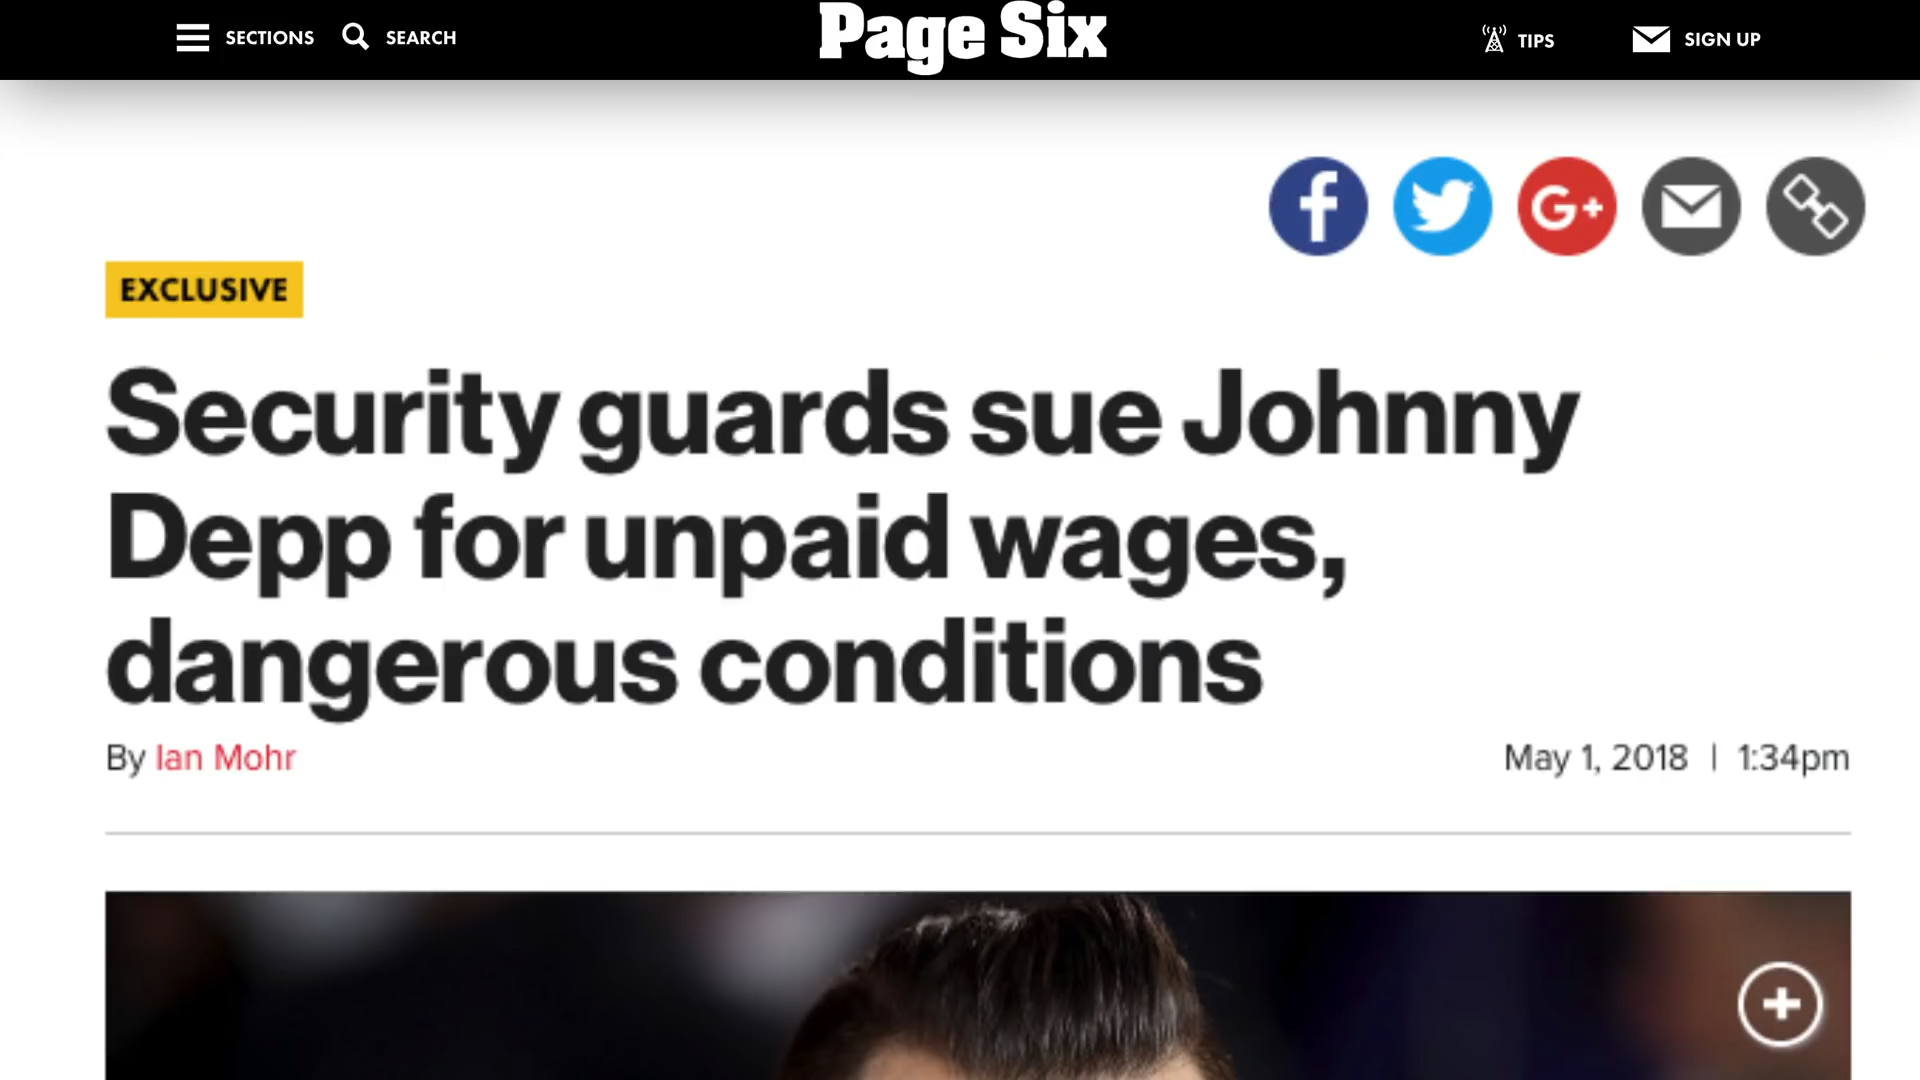 SECTIONS SEARCH Page Six TIPS SIGN UP
EXCLUSIVE
Security guards sue Johnny
Depp for unpaid wages,
dangerous conditions
By Ian Mohr May 1, 2018 | 1:34pm